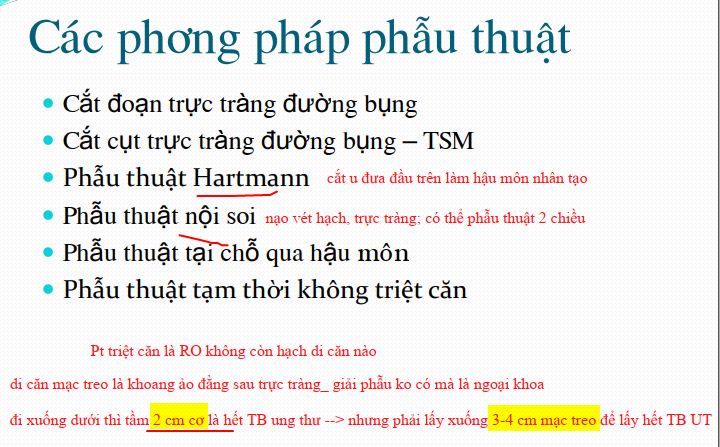 Các phơng pháp phẫu thuật
Cắt đoạn trực tràng đường bụng
Cắt cụt trực tràng đường bụng – TSM
Phẫu thuật Hartmann cắt u đưa đầu trên làm hậu môn nhân tạo
Phẫu thuật nội soi nạo vét hạch, trực tràng; có thể phẫu thuật 2 chiều
Phẫu thuật tại chỗ qua hậu môn
Phẫu thuật tạm thời không triệt căn
Pt triệt căn là RO không còn hạch di căn nào
di căn mạc treo là khoang ảo đằng sau trực tràng_ giải phẫu ko có mà là ngoại khoa
đi xuống dưới thì tầm 2 cm cơ là hết TB ung thư --> nhưng phải lấy xuống 3-4 cm mạc treo để lấy hết TB UT